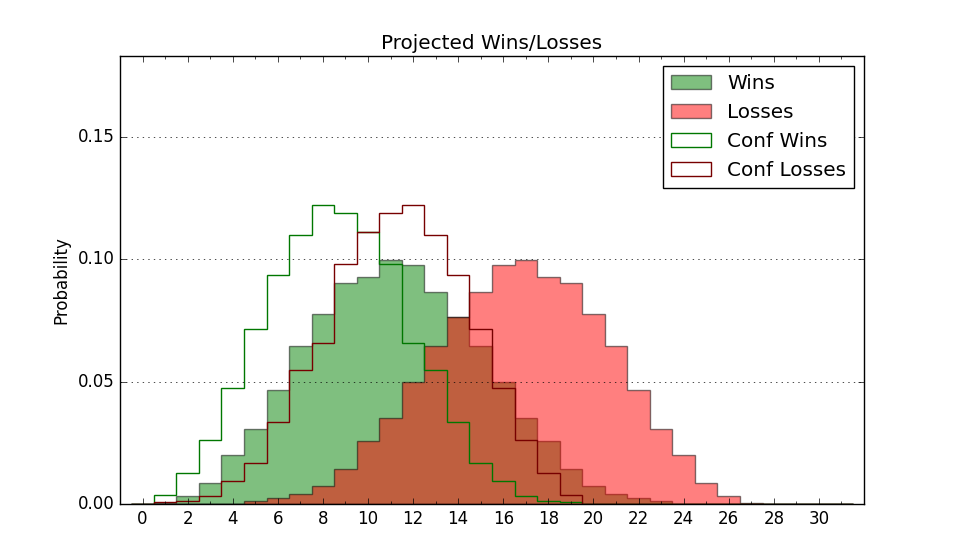 Projected Wins/Losses
Wins
Losses
Conf Wins
Conf Losses
Probability
0.15
0.10
0.05
0.00
0 2 4 6 8 10 12 14 16 18 20 22 24 26 28 30